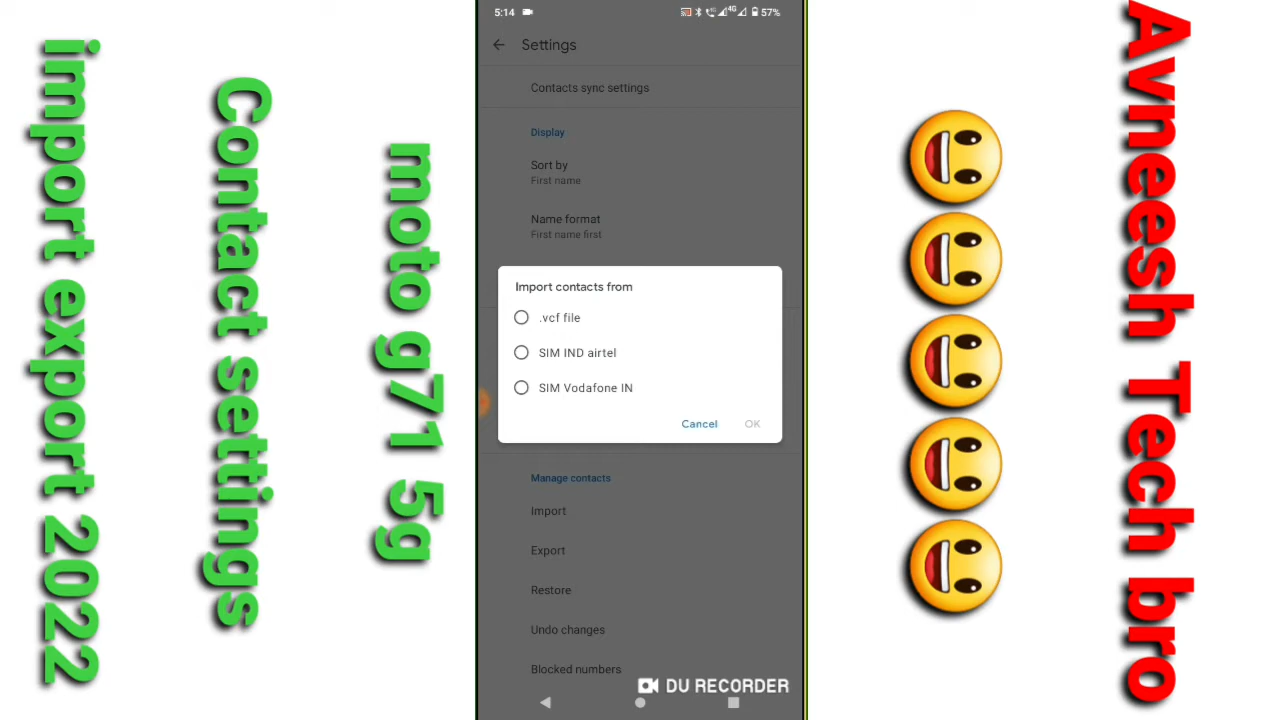 import export 2022
Contact settings
moto g71 5g
5:14
4G
57%
Settings
Contacts sync settings
Display
Sort by
First name
Name format
First name first
Import contacts from
.vcf file
SIM IND airtel
SIM Vodafone IN
Cancel
OK
Manage contacts
Import
Export
Restore
Undo changes
Blocked numbers
DU RECORDER
Avneesh Tech bro